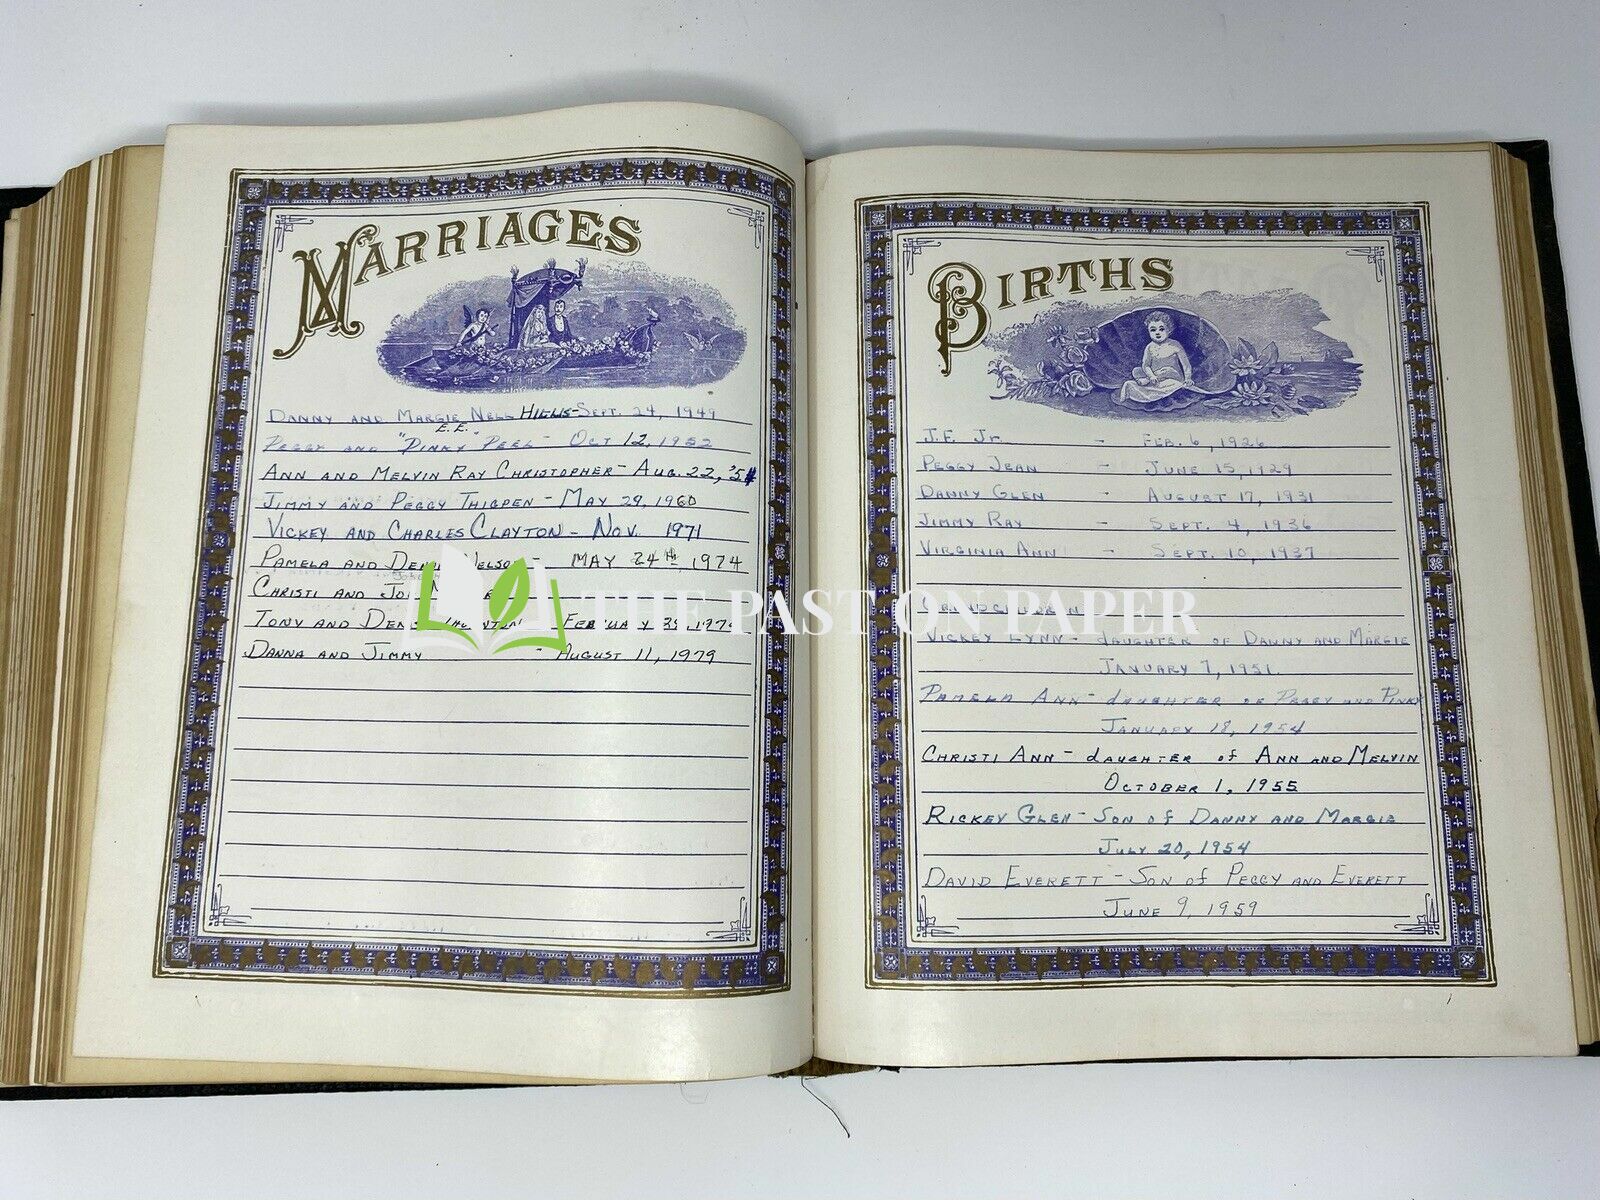 MARRIAGES
DANNY AND MARGIE NELL HILLIS - SEPT. 24, 1949
E.E.
PEGGY AND "PINKY" PEEL - OCT 12, 1952
ANN AND MELVIN RAY CHRISTOPHER - AUG. 22, '54
JIMMY AND PEGGY THIGPEN - MAY 29, 1960
VICKEY AND CHARLES CLAYTON - NOV. 1971
PAMELA AND NELSON - MAY 24TH, 1974
CHRISTI AND
TONY AND FEBRUARY
DANNA AND JIMMY - AUGUST 11, 1979
BIRTHS
J.F. Jr. - FEB. 6, 1926
PEGGY JEAN - JUNE 15, 1929
DANNY GLEN - AUGUST 17, 1931
JIMMY RAY - SEPT. 4, 1936
VIRGINIA ANN - SEPT. 10, 1937
GRANDCHILDREN
VICKEY LYNN - dAUGHTER OF DANNY AND MARGIE
JANUARY 7, 1951.
PAMELA ANN - dAUGHTER OF PEGGY AND PINKY
JANUARY 18, 1954
CHRISTI ANN - dAUGHTER of ANN AND MELVIN
OCTOBER 1, 1955
RICKEY GLEN - SON of DANNY AND MARGIE
JULY 20, 1954
DAVID EVERETT - SON of PEGGY AND EVERETT
JUNE 9, 1959
THE PAST ON PAPER